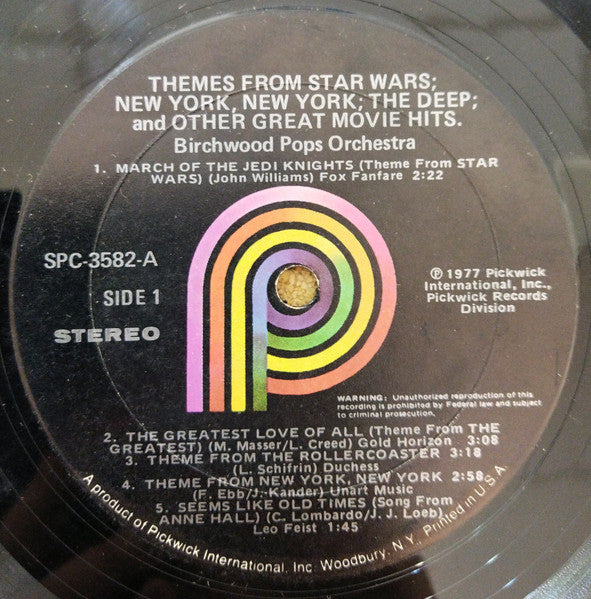 THEMES FROM STAR WARS;
NEW YORK, NEW YORK; THE DEEP;
and OTHER GREAT MOVIE HITS.
Birchwood Pops Orchestra
1. MARCH OF THE JEDI KNIGHTS (Theme From STAR
WARS) (John Williams) Fox Fanfare 2:22
SPC-3582-A
SIDE 1
STEREO
℗ 1977 Pickwick
International, Inc.,
Pickwick Records
Division
WARNING: Unauthorized reproduction of this
recording is prohibited by Federal law and subject
to criminal prosecution.
2. THE GREATEST LOVE OF ALL (Theme From THE
GREATEST) (M. Masser/L. Creed) Gold Horizon 3:08
3. THEME FROM THE ROLLERCOASTER 3:18
(L. Schifrin) Duchess
4. THEME FROM NEW YORK, NEW YORK 2:58
(F. Ebb/J. Kander) Unart Music
5. SEEMS LIKE OLD TIMES (Song From
ANNE HALL) (C. Lombardo/J. J. Loeb)
Leo Feist 1:45
A product of Pickwick International, Inc. Woodbury, N.Y. Printed in U.S.A.